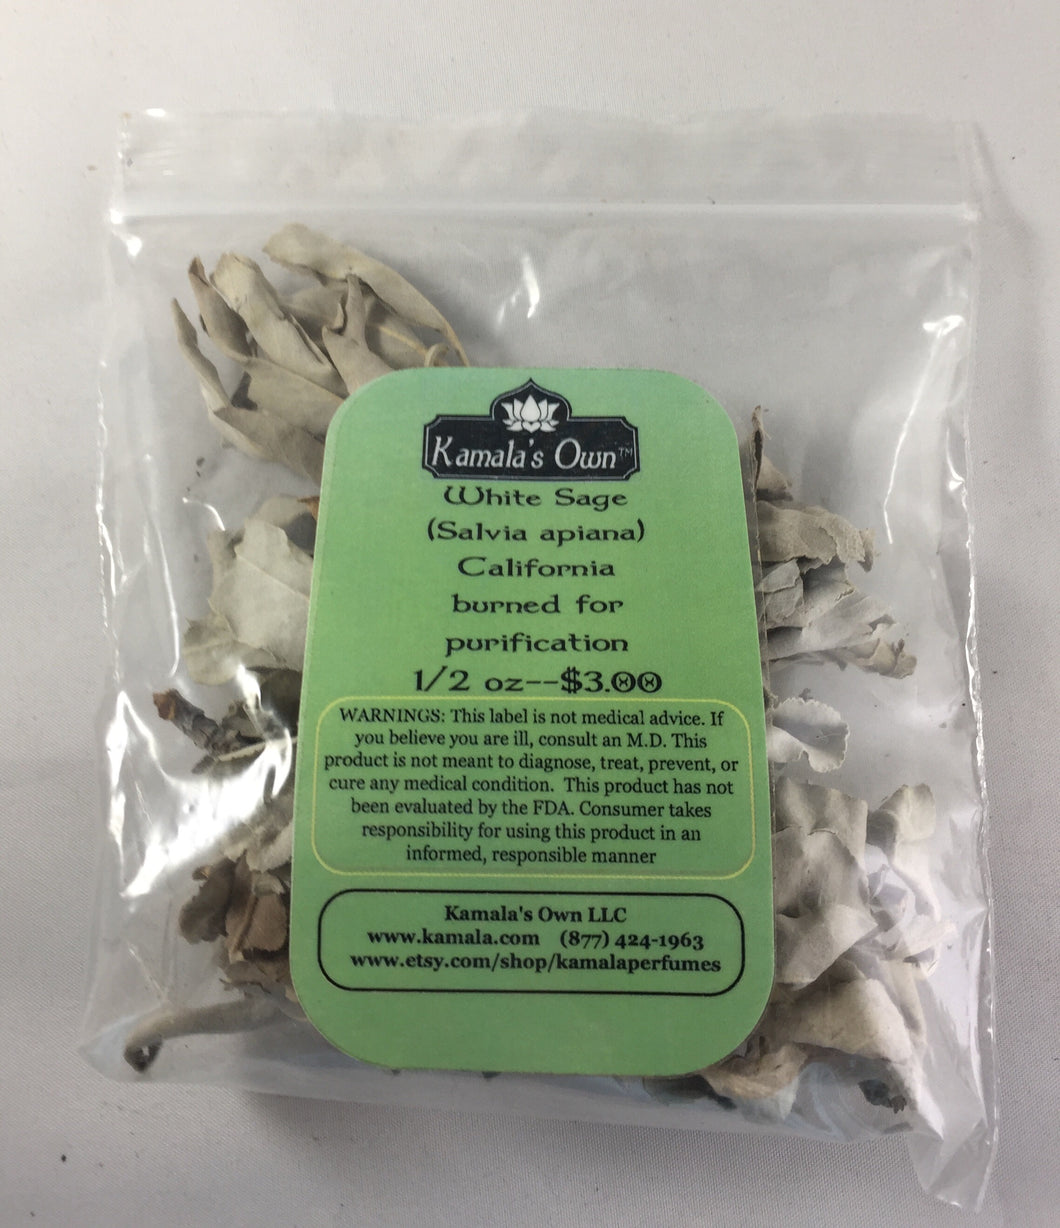 Kamala's Own™
White Sage
(Salvia apiana)
California
burned for
purification
1/2 oz--$3.00
WARNINGS: This label is not medical advice. If
you believe you are ill, consult an M.D. This
product is not meant to diagnose, treat, prevent, or
cure any medical condition. This product has not
been evaluated by the FDA. Consumer takes
responsibility for using this product in an
informed, responsible manner
Kamala's Own LLC
www.kamala.com (877) 424-1963
www.etsy.com/shop/kamalaperfumes